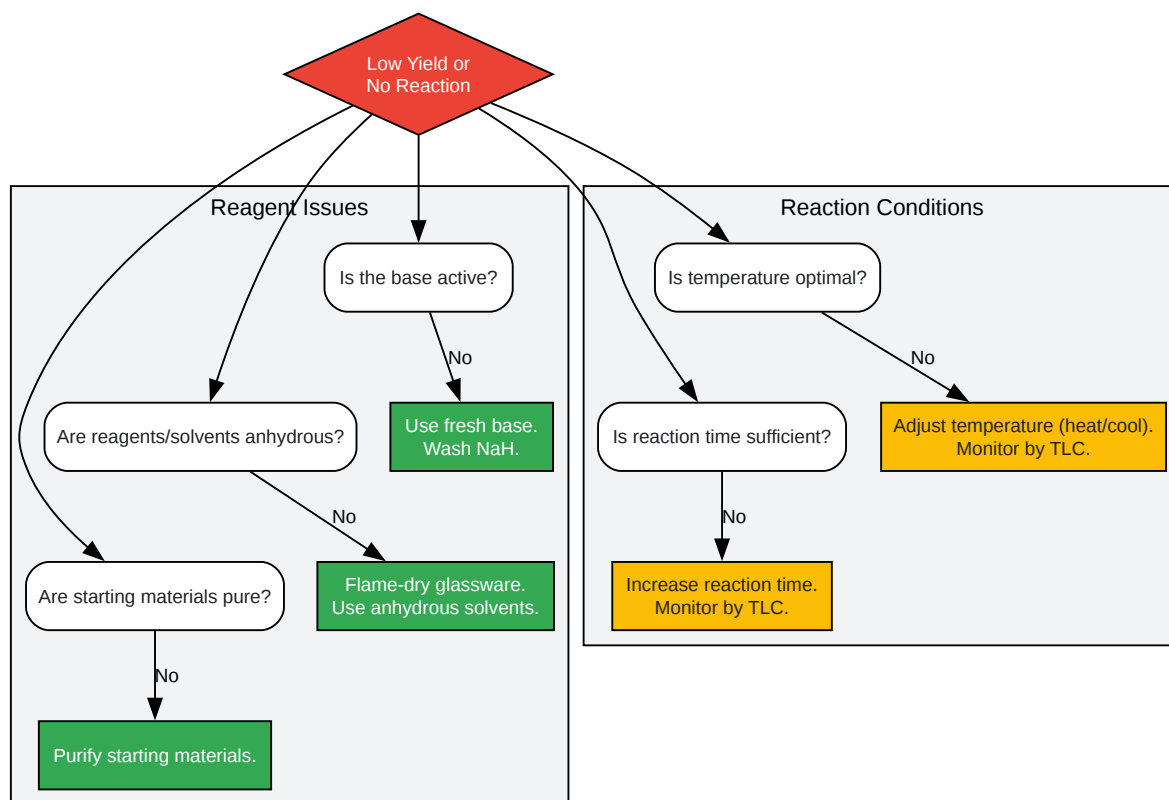 Low Yield or
No Reaction
Reagent Issues
Is the base active?
No
Use fresh base.
Wash NaH.
Are reagents/solvents anhydrous?
No
Flame-dry glassware.
Use anhydrous solvents.
Are starting materials pure?
No
Purify starting materials.
Reaction Conditions
Is temperature optimal?
No
Adjust temperature (heat/cool).
Monitor by TLC.
Is reaction time sufficient?
No
Increase reaction time.
Monitor by TLC.